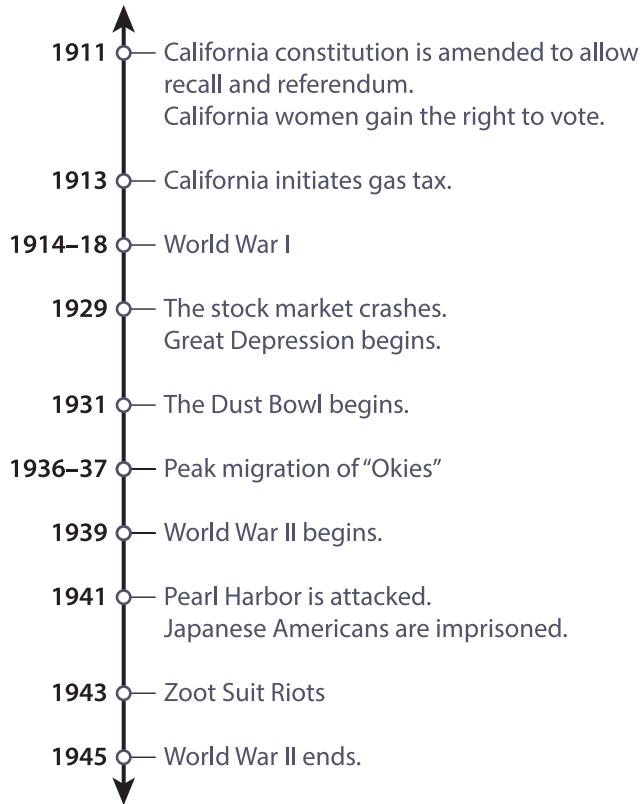 1911 California constitution is amended to allow
recall and referendum.
California women gain the right to vote.
1913 California initiates gas tax.
1914–18 World War I
1929 The stock market crashes.
Great Depression begins.
1931 The Dust Bowl begins.
1936–37 Peak migration of “Okies”
1939 World War II begins.
1941 Pearl Harbor is attacked.
Japanese Americans are imprisoned.
1943 Zoot Suit Riots
1945 World War II ends.